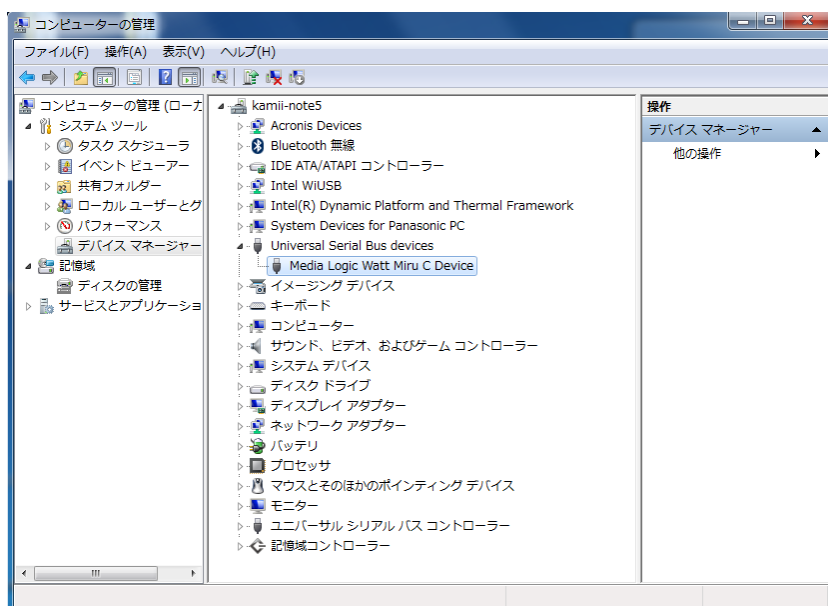 コンピューターの管理
ファイル(F) 操作(A) 表示(V) ヘルプ(H)
コンピューターの管理 (ローカ
システム ツール
タスク スケジューラ
イベント ビューアー
共有フォルダー
ローカル ユーザーとグ
パフォーマンス
デバイス マネージャー
記憶域
ディスクの管理
サービスとアプリケーショ
kamii-note5
Acronis Devices
Bluetooth 無線
IDE ATA/ATAPI コントローラー
Intel WiUSB
Intel(R) Dynamic Platform and Thermal Framework
System Devices for Panasonic PC
Universal Serial Bus devices
Media Logic Watt Miru C Device
イメージング デバイス
キーボード
コンピューター
サウンド、ビデオ、およびゲーム コントローラー
システム デバイス
ディスク ドライブ
ディスプレイ アダプター
ネットワーク アダプター
バッテリ
プロセッサ
マウスとそのほかのポインティング デバイス
モニター
ユニバーサル シリアル バス コントローラー
記憶域コントローラー
操作
デバイス マネージャー
他の操作